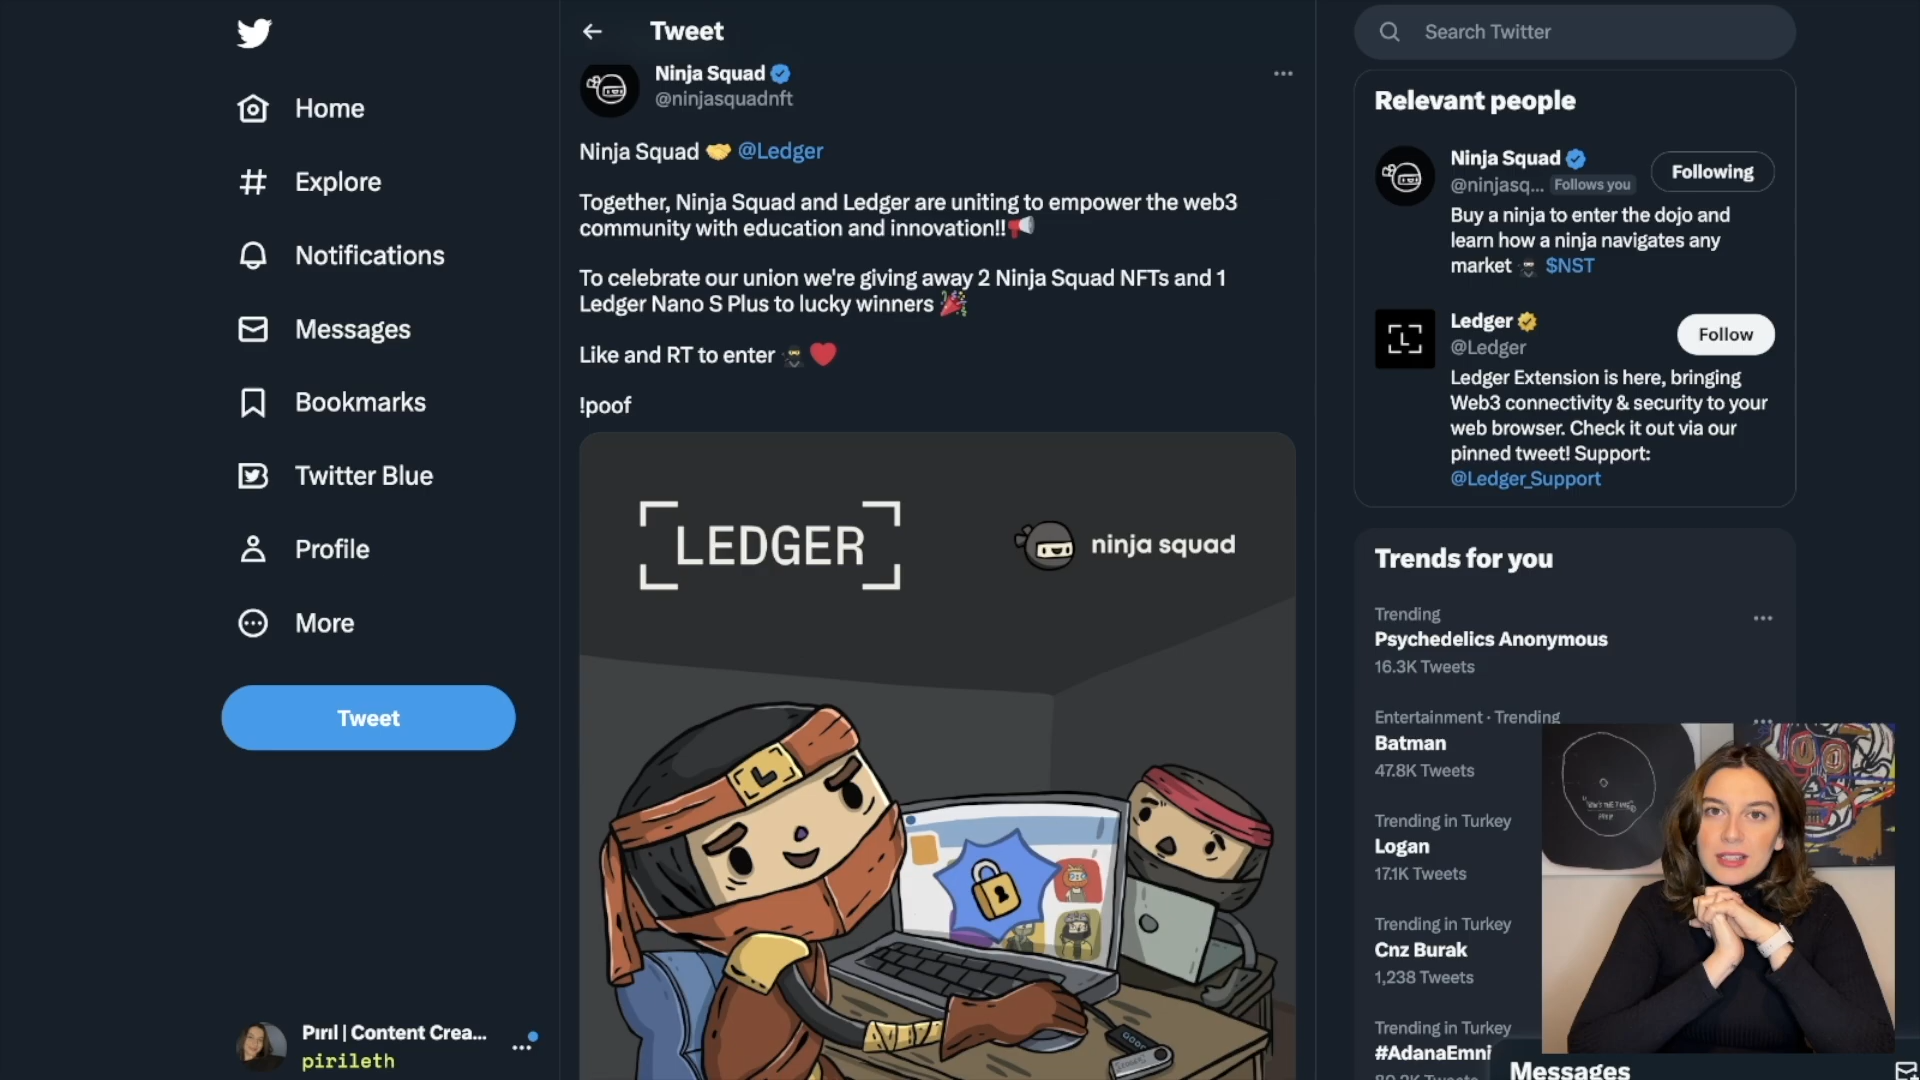 Home
Explore
Notifications
Messages
Bookmarks
Twitter Blue
Profile
More
Tweet
Pırıl | Content Crea...
pirileth
Tweet
Ninja Squad
@ninjasquadnft
Ninja Squad 🤝 @Ledger
Together, Ninja Squad and Ledger are uniting to empower the web3
community with education and innovation!!📢
To celebrate our union we're giving away 2 Ninja Squad NFTs and 1
Ledger Nano S Plus to lucky winners 🎉
Like and RT to enter 🥷❤️
!poof
LEDGER
ninja squad
L
Search Twitter
Relevant people
Ninja Squad
@ninjasq... Follows you
Following
Buy a ninja to enter the dojo and
learn how a ninja navigates any
market 🥷 $NST
L
Ledger
@Ledger
Follow
Ledger Extension is here, bringing
Web3 connectivity & security to your
web browser. Check it out via our
pinned tweet! Support:
@Ledger_Support
Trends for you
Trending
Psychedelics Anonymous
16.3K Tweets
Entertainment · Trending
Batman
47.8K Tweets
Trending in Turkey
Logan
17.1K Tweets
Trending in Turkey
Cnz Burak
1,238 Tweets
Trending in Turkey
#AdanaEmni
Messages